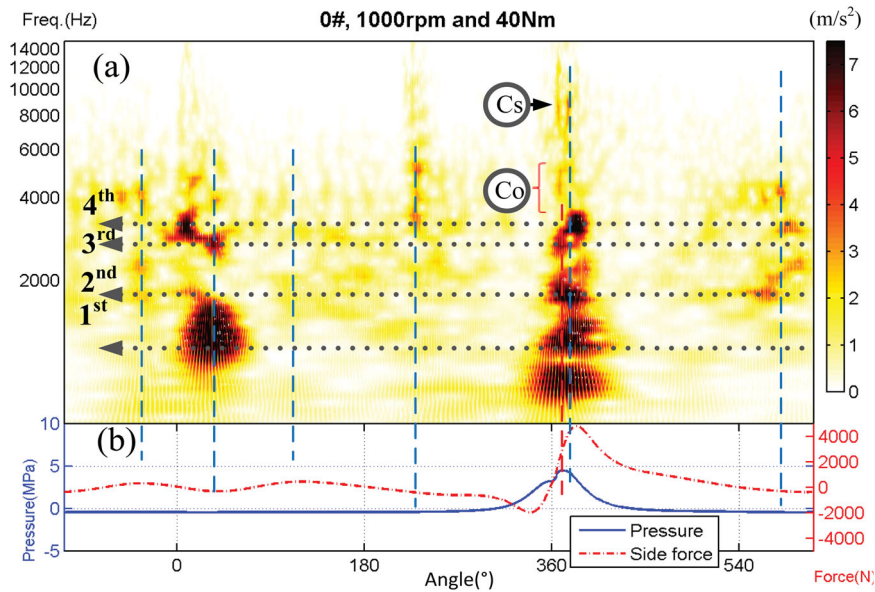 Freq.(Hz) 0#, 1000rpm and 40Nm (m/s²)
14000
12000
10000
8000
6000
4000
2000
(a)
Cs
Co
4th
3rd
2nd
1st
7
6
5
4
3
2
1
0
(b)
10
5
0
-5
Pressure(MPa)
4000
2000
0
-2000
-4000
Force(N)
Pressure
Side force
0 180 360 540
Angle(°)